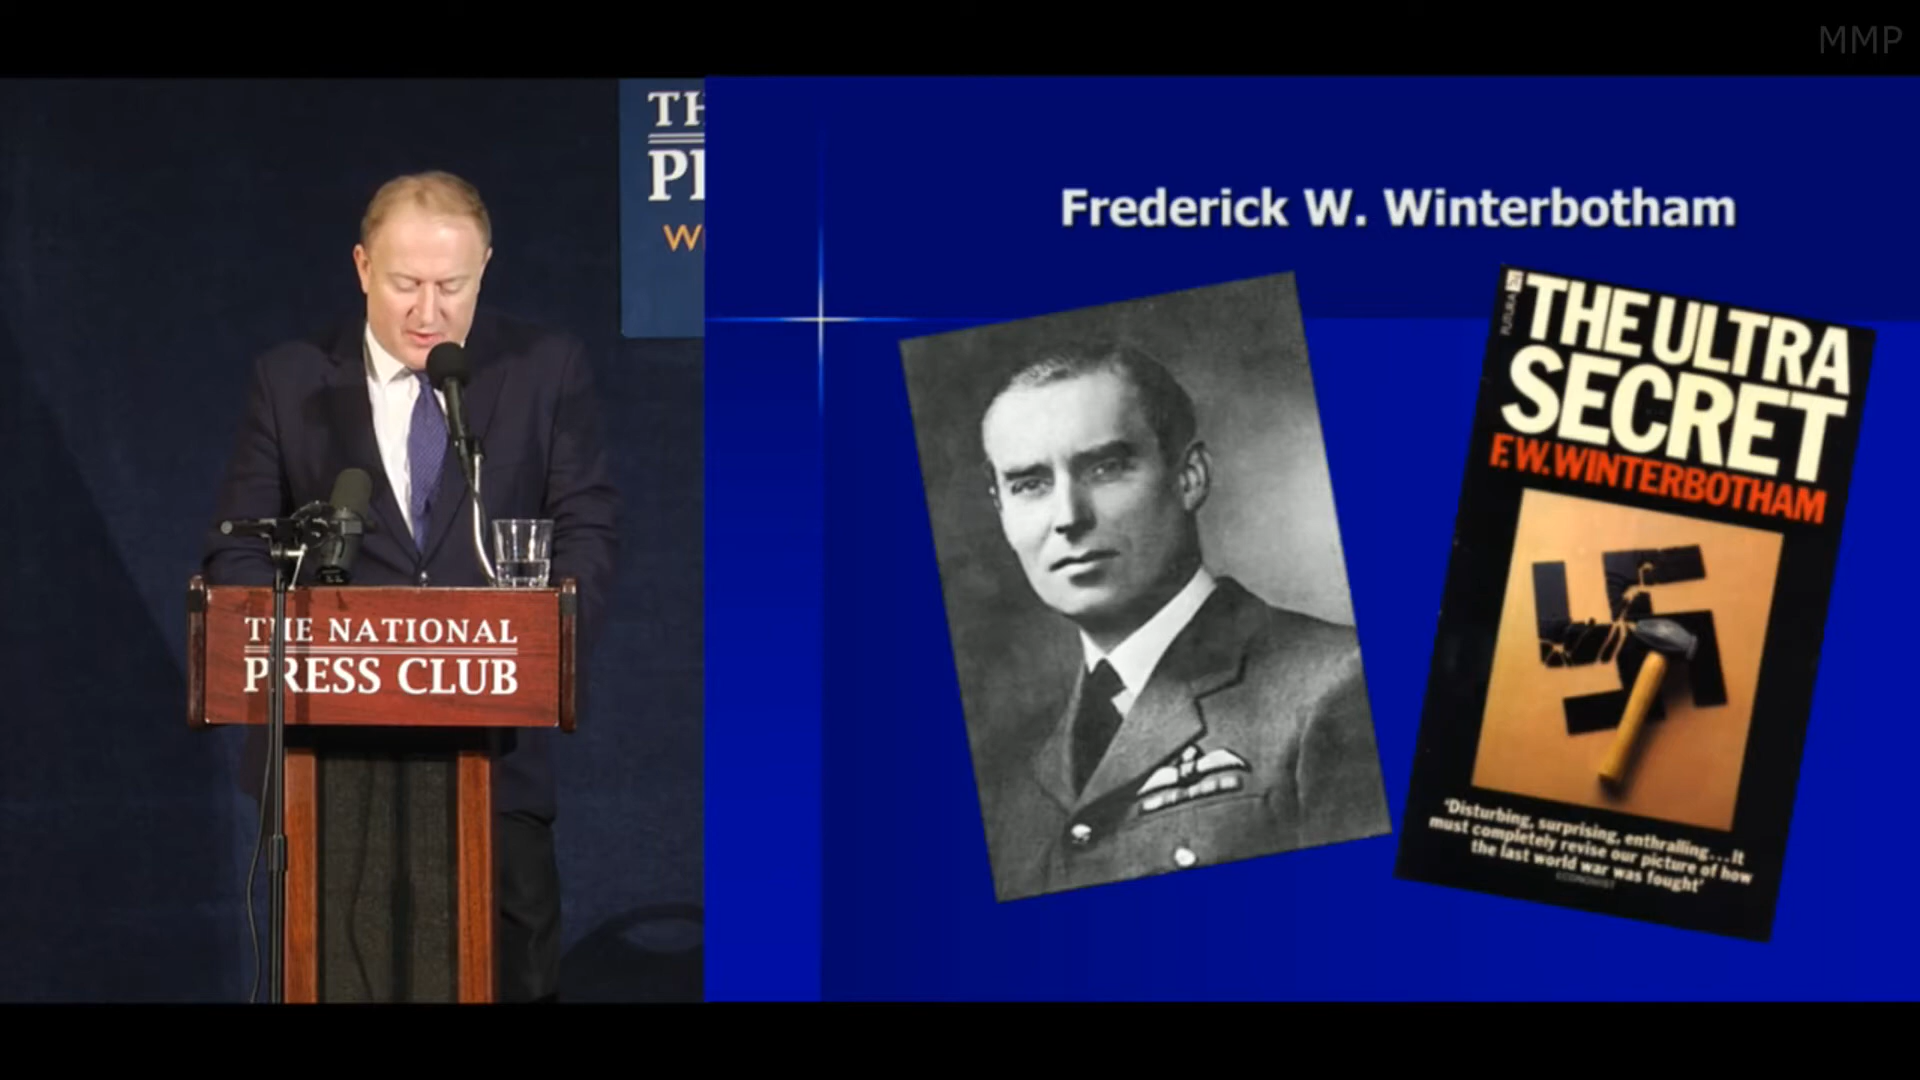 MMP
TH
PI
W
THE NATIONAL
PRESS CLUB
Frederick W. Winterbotham
FUTURA
THE ULTRA
SECRET
F.W.WINTERBOTHAM
'Disturbing, surprising, enthralling...It
must completely revise our picture of how
the last world war was fought'
ECONOMIST